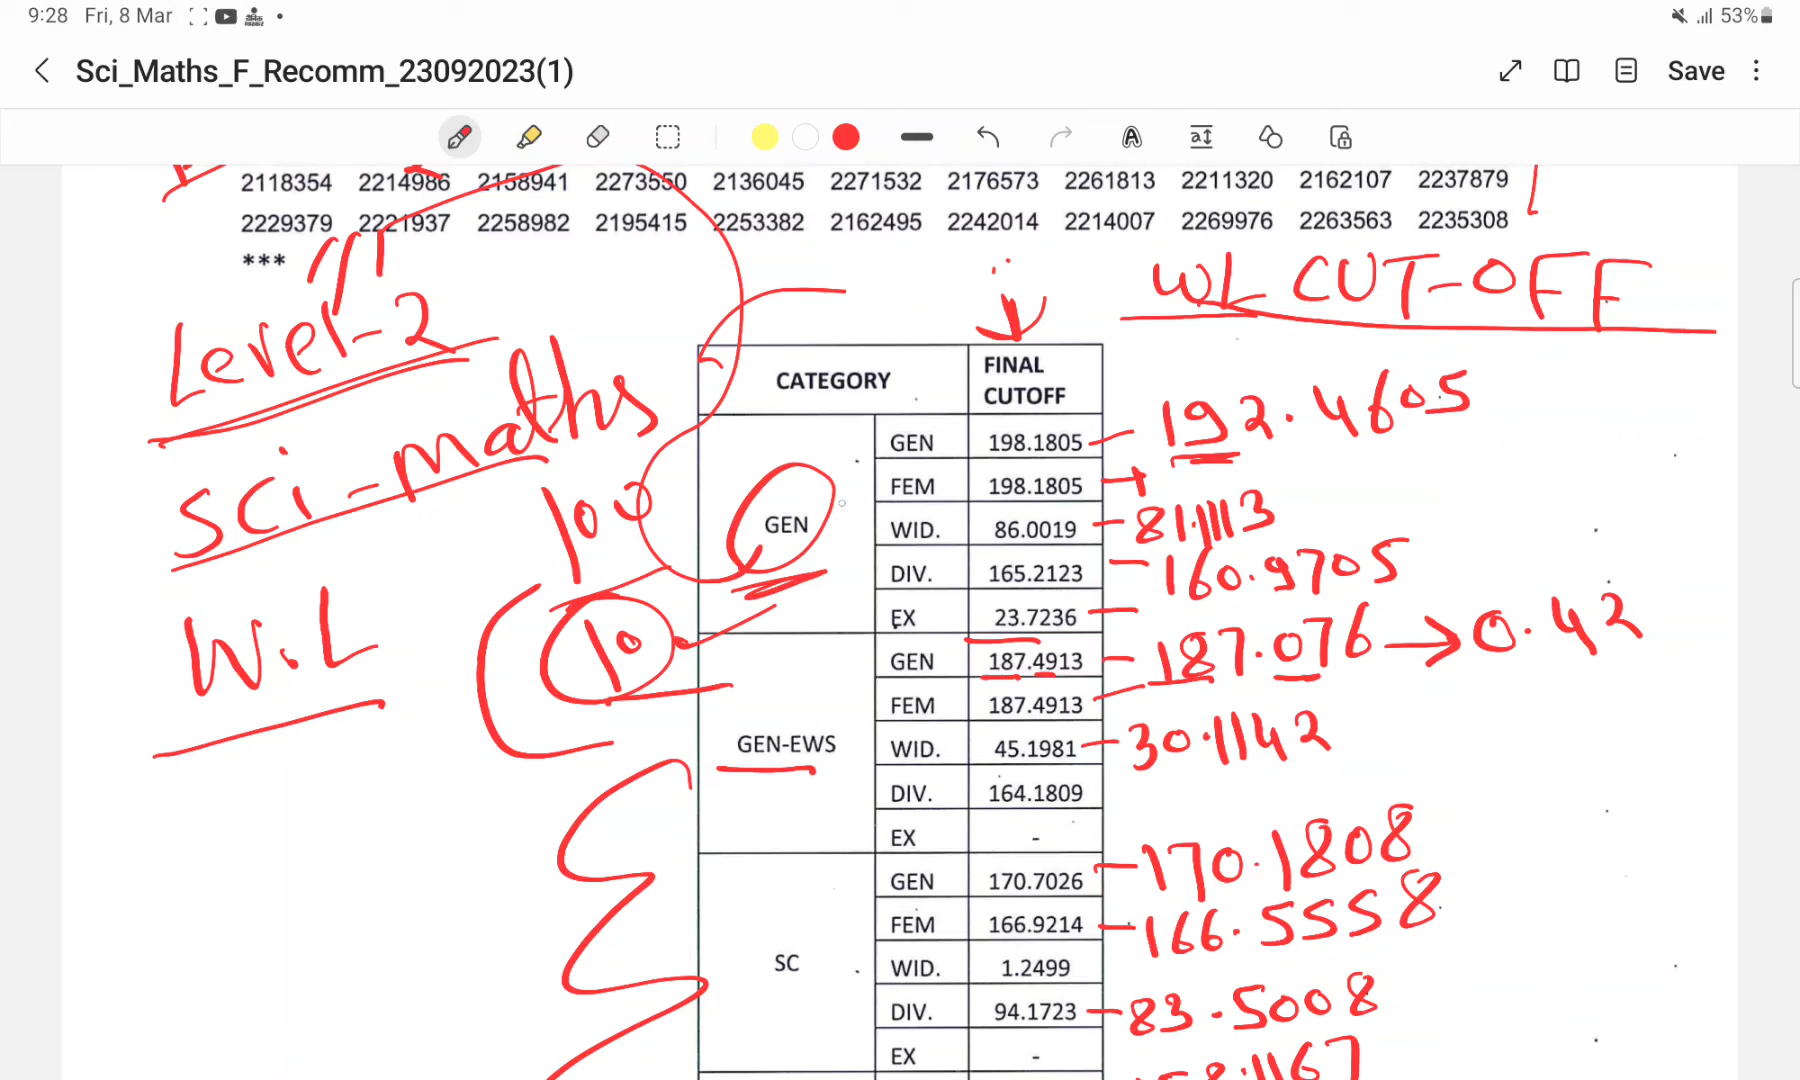 9:28 Fri, 8 Mar
53%
Sci_Maths_F_Recomm_23092023(1)
Save
2118354 2214986 2158941 2273550 2136045 2271532 2176573 2261813 2211320 2162107 2237879
2229379 2221937 2258982 2195415 2253382 2162495 2242014 2214007 2269976 2263563 2235308
***
WL CUT-OFF
Level-2
Sci-maths
W.L
100
10
CATEGORY FINAL CUTOFF
GEN
GEN 198.1805 192.4605
FEM 198.1805
WID. 86.0019 81.1113
DIV. 165.2123 160.9705
EX 23.7236
GEN-EWS
GEN 187.4913 187.076 → 0.42
FEM 187.4913
WID. 45.1981 30.1142
DIV. 164.1809
EX -
SC
GEN 170.7026 170.1808
FEM 166.9214 166.5558
WID. 1.2499
DIV. 94.1723 83.5008
EX -